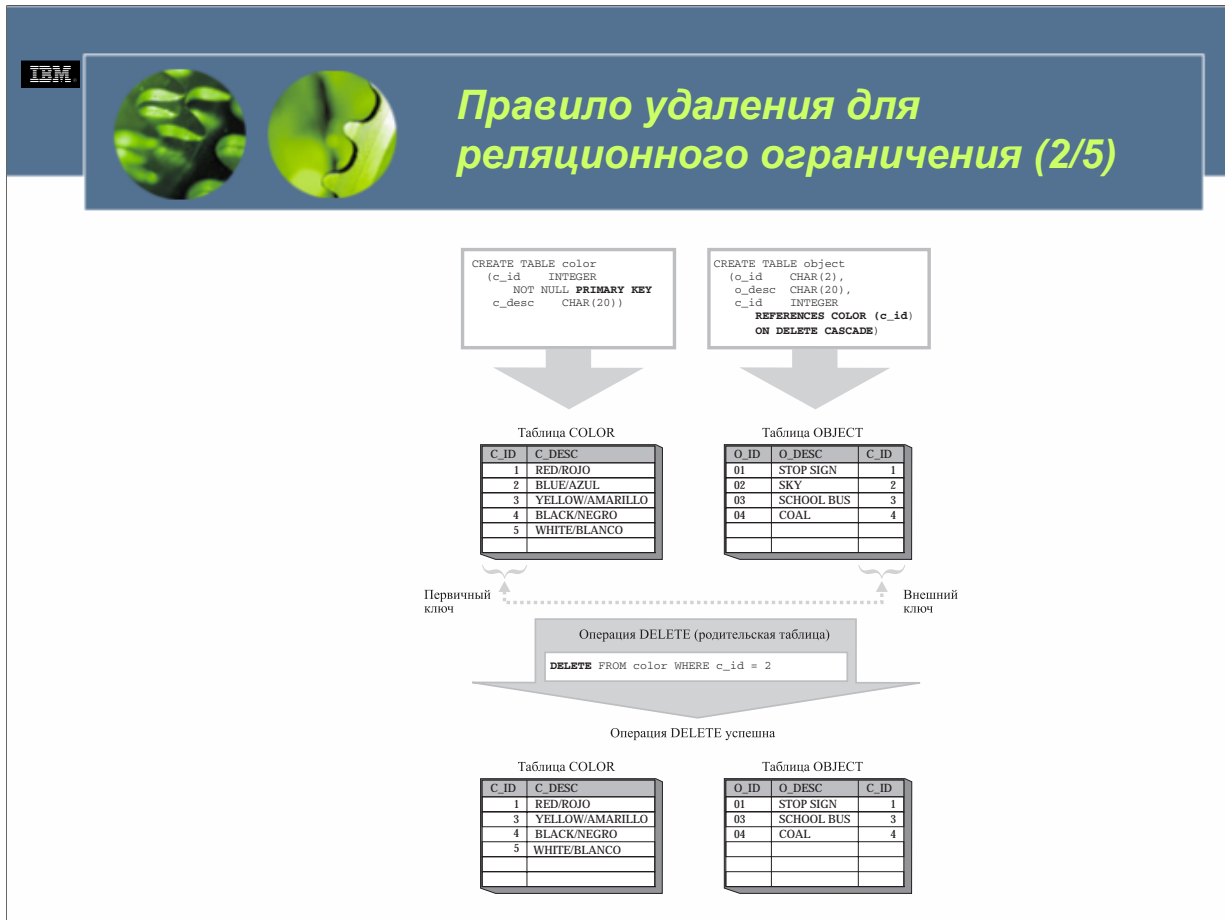 IBM.
Правило удаления для
реляционного ограничения (2/5)
CREATE TABLE color
(c_id INTEGER
NOT NULL PRIMARY KEY
c_desc CHAR(20))
CREATE TABLE object
(o_id CHAR(2),
o_desc CHAR(20),
c_id INTEGER
REFERENCES COLOR (c_id)
ON DELETE CASCADE)
Таблица COLOR
C_ID C_DESC
1 RED/ROJO
2 BLUE/AZUL
3 YELLOW/AMARILLO
4 BLACK/NEGRO
5 WHITE/BLANCO
Таблица OBJECT
O_ID O_DESC C_ID
01 STOP SIGN 1
02 SKY 2
03 SCHOOL BUS 3
04 COAL 4
Первичный
ключ
Внешний
ключ
Операция DELETE (родительская таблица)
DELETE FROM color WHERE c_id = 2
Операция DELETE успешна
Таблица COLOR
C_ID C_DESC
1 RED/ROJO
3 YELLOW/AMARILLO
4 BLACK/NEGRO
5 WHITE/BLANCO
Таблица OBJECT
O_ID O_DESC C_ID
01 STOP SIGN 1
03 SCHOOL BUS 3
04 COAL 4